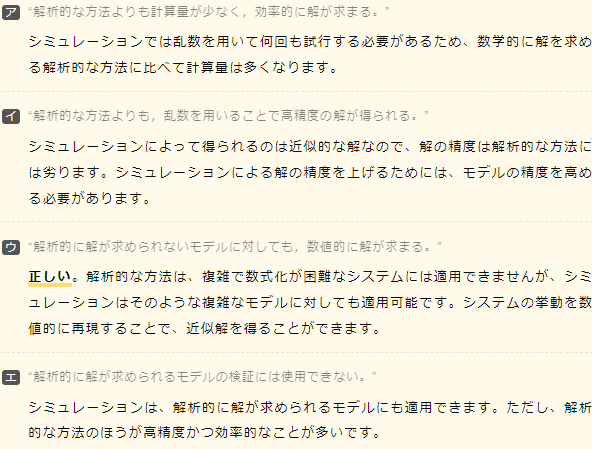 ア “解析的な方法よりも計算量が少なく，効率的に解が求まる。”
シミュレーションでは乱数を用いて何回も試行する必要があるため、数学的に解を求め
る解析的な方法に比べて計算量は多くなります。
イ “解析的な方法よりも，乱数を用いることで高精度の解が得られる。”
シミュレーションによって得られるのは近似的な解なので、解の精度は解析的な方法に
は劣ります。シミュレーションによる解の精度を上げるためには、モデルの精度を高め
る必要があります。
ウ “解析的に解が求められないモデルに対しても，数値的に解が求まる。”
正しい。解析的な方法は、複雑で数式化が困難なシステムには適用できませんが、シミ
ュレーションはそのような複雑なモデルに対しても適用可能です。システムの挙動を数
値的に再現することで、近似解を得ることができます。
エ “解析的に解が求められるモデルの検証には使用できない。”
シミュレーションは、解析的に解が求められるモデルにも適用できます。ただし、解析
的な方法のほうが高精度かつ効率的なことが多いです。